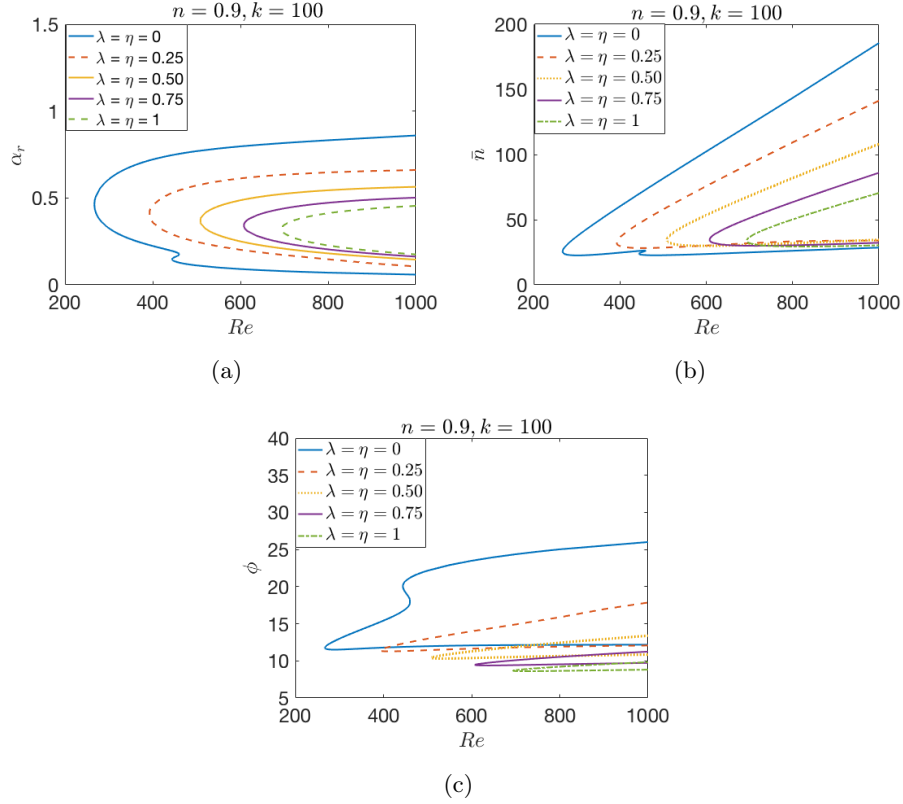 n = 0.9, k = 100
1.5
1
0.5
0
αr
λ = η = 0
λ = η = 0.25
λ = η = 0.50
λ = η = 0.75
λ = η = 1
200 400 600 800 1000
Re
(a)
n = 0.9, k = 100
200
150
100
50
0
n̄
λ = η = 0
λ = η = 0.25
λ = η = 0.50
λ = η = 0.75
λ = η = 1
200 400 600 800 1000
Re
(b)
n = 0.9, k = 100
40
35
30
25
20
15
10
5
ϕ
λ = η = 0
λ = η = 0.25
λ = η = 0.50
λ = η = 0.75
λ = η = 1
200 400 600 800 1000
Re
(c)